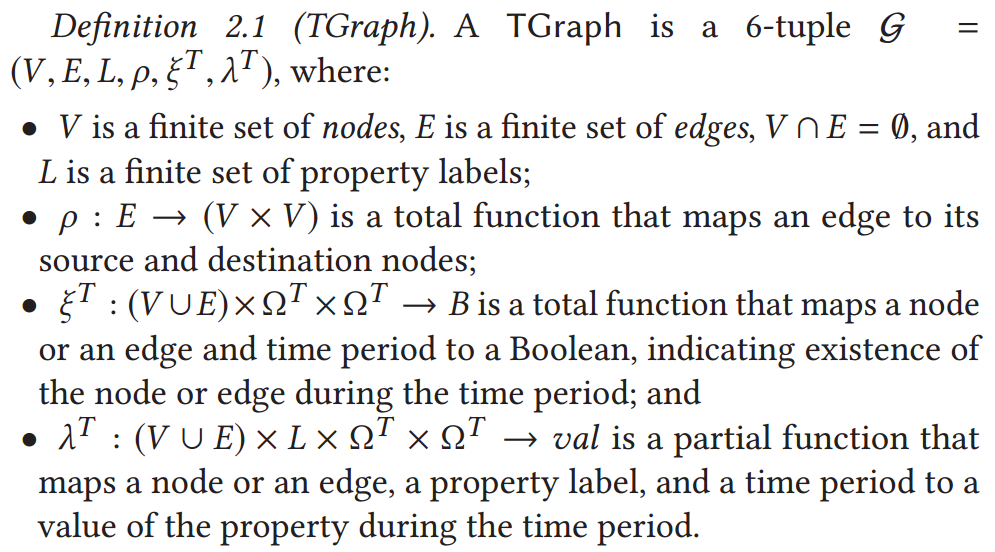 Definition 2.1 (TGraph). A TGraph is a 6-tuple 𝒢 =
(V, E, L, ρ, ξ^T, λ^T), where:
• V is a finite set of nodes, E is a finite set of edges, V ∩ E = ∅, and
L is a finite set of property labels;
• ρ : E → (V × V) is a total function that maps an edge to its
source and destination nodes;
• ξ^T : (V ∪ E) × Ω^T × Ω^T → B is a total function that maps a node
or an edge and time period to a Boolean, indicating existence of
the node or edge during the time period; and
• λ^T : (V ∪ E) × L × Ω^T × Ω^T → val is a partial function that
maps a node or an edge, a property label, and a time period to a
value of the property during the time period.